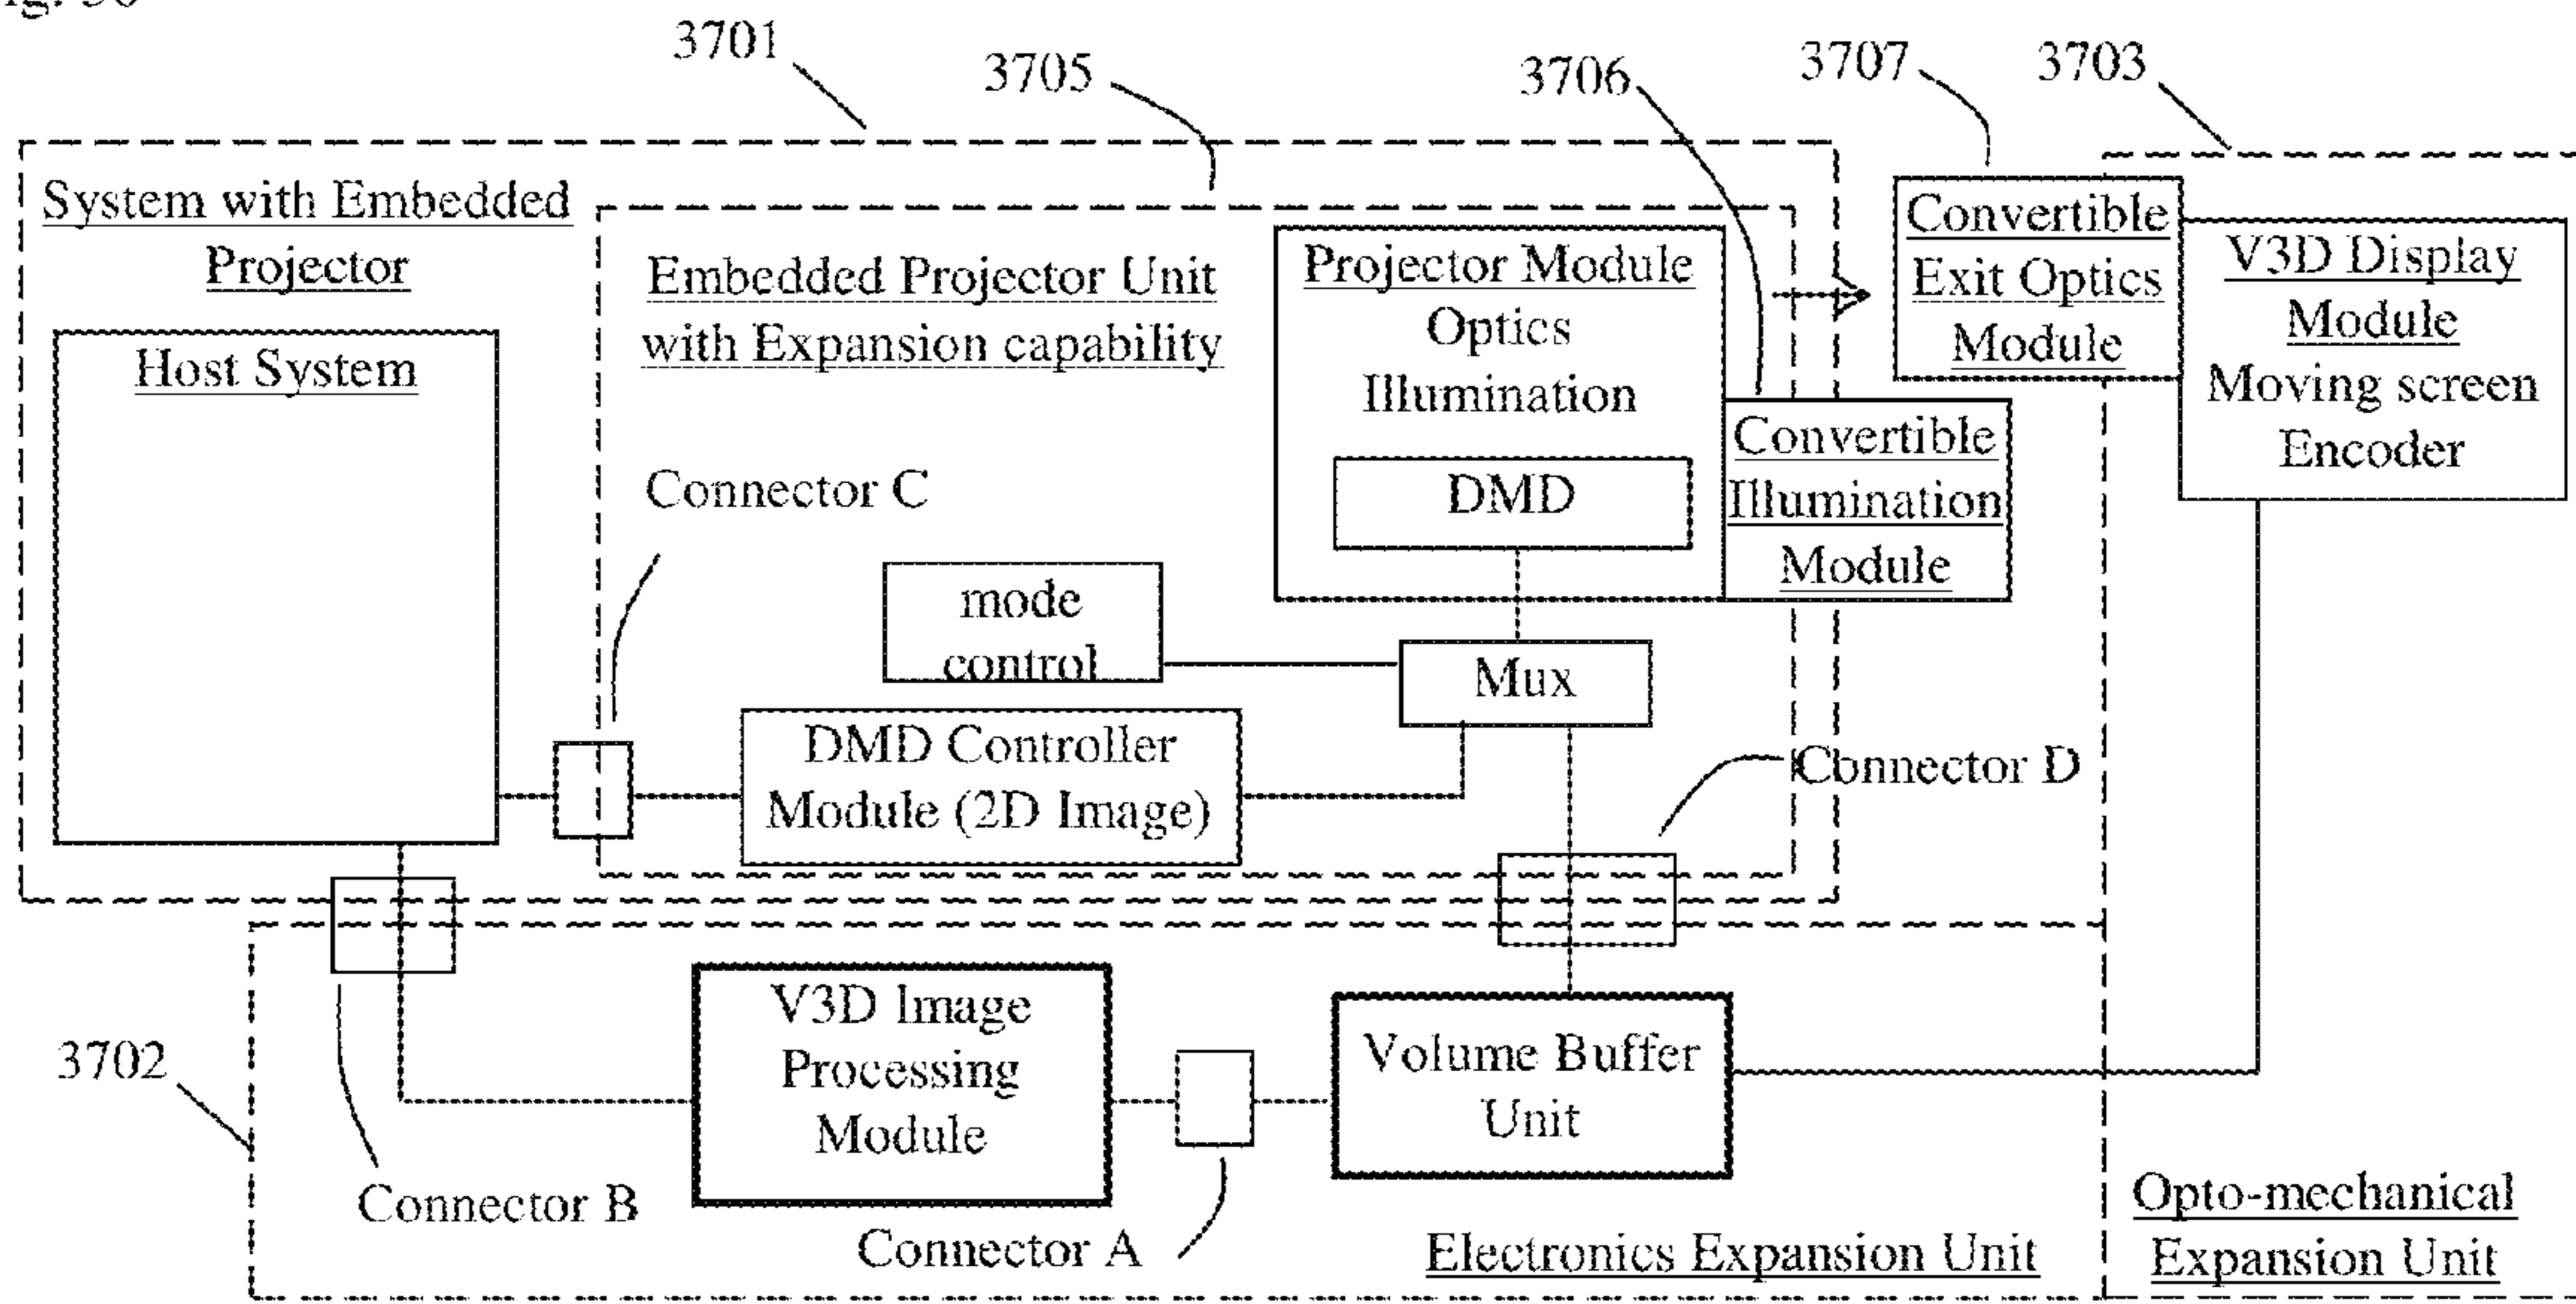 3701
3705
3706
3707
3703
System with Embedded
Projector
Host System
Embedded Projector Unit
with Expansion capability
Projector Module
Optics
Illumination
DMD
Convertible
Illumination
Module
Convertible
Exit Optics
Module
V3D Display
Module
Moving screen
Encoder
Connector C
mode
control
Mux
DMD Controller
Module (2D Image)
Connector D
3702
Connector B
V3D Image
Processing
Module
Connector A
Volume Buffer
Unit
Electronics Expansion Unit
Opto-mechanical
Expansion Unit